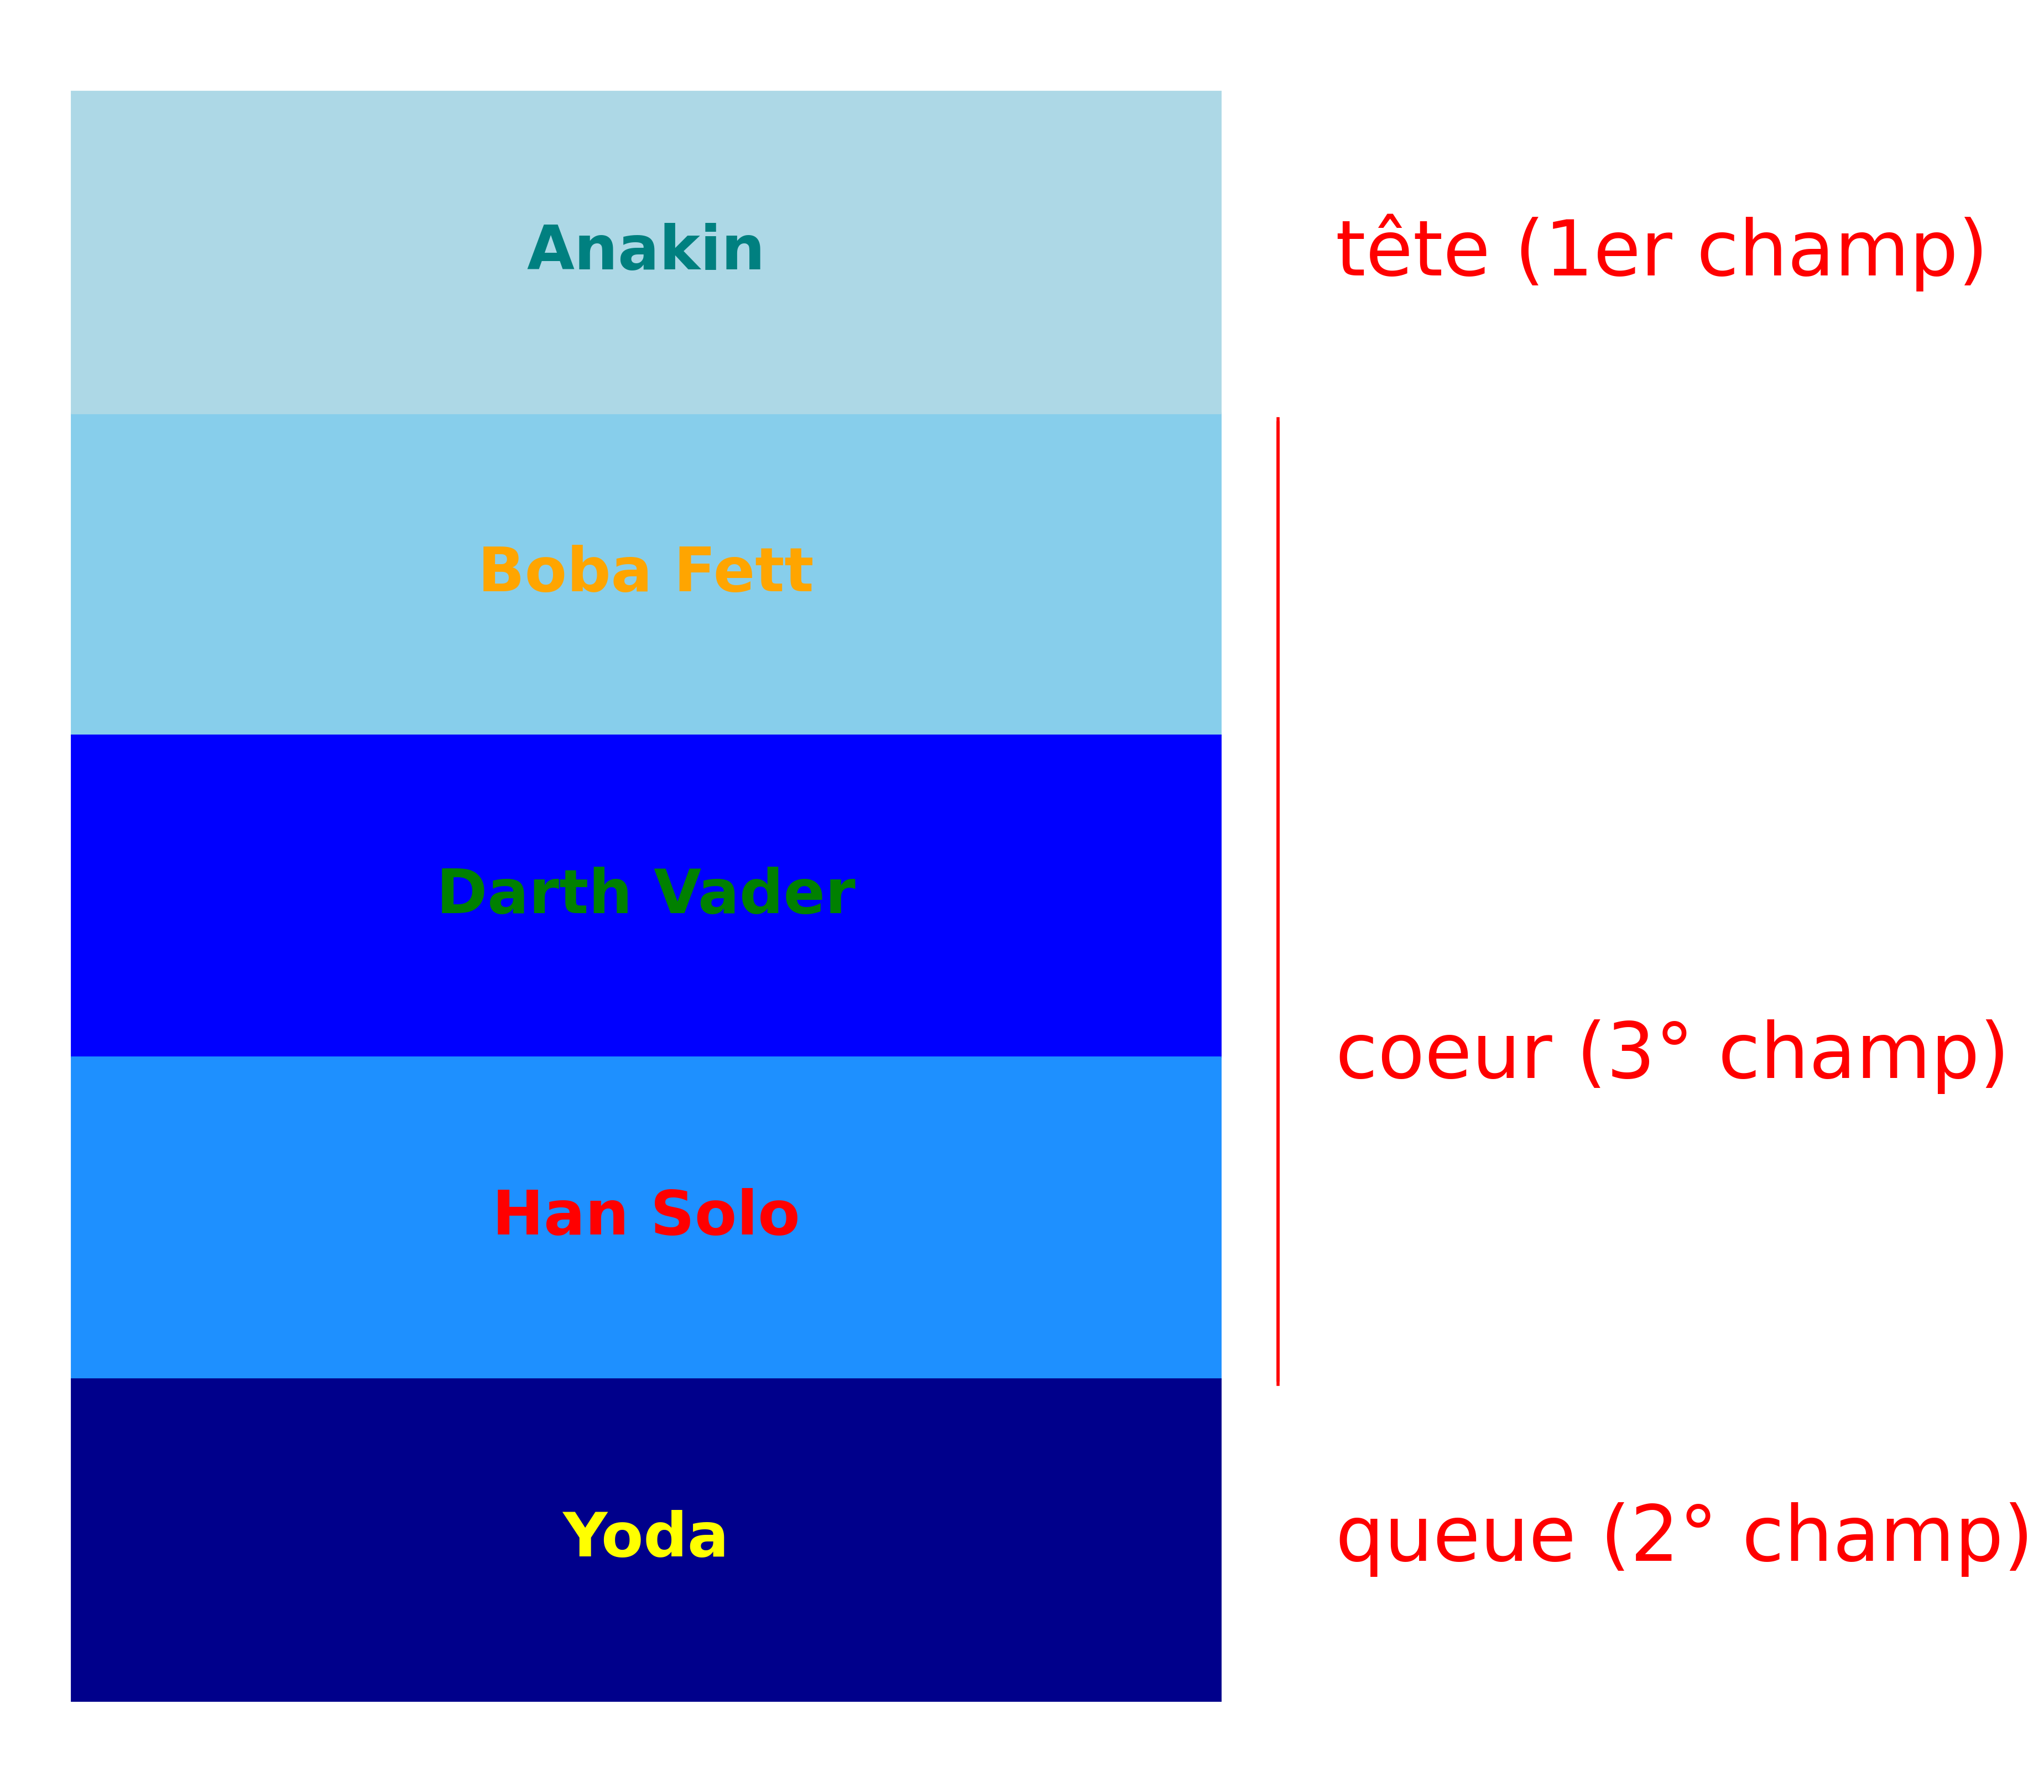 Anakin
tête (1er champ)
Boba Fett
Darth Vader
coeur (3° champ)
Han Solo
Yoda
queue (2° champ)